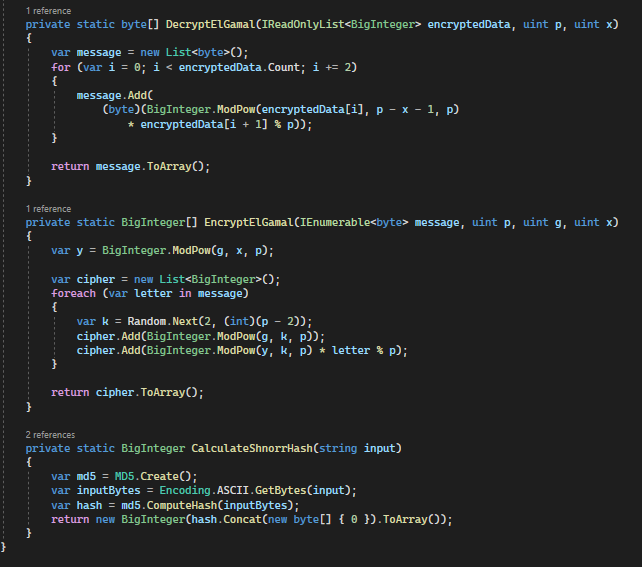 1 reference
private static byte[] DecryptElGamal(IReadOnlyList<BigInteger> encryptedData, uint p, uint x)
{
var message = new List<byte>();
for (var i = 0; i < encryptedData.Count; i += 2)
{
message.Add(
(byte)(BigInteger.ModPow(encryptedData[i], p - x - 1, p)
* encryptedData[i + 1] % p));
}
return message.ToArray();
}
1 reference
private static BigInteger[] EncryptElGamal(IEnumerable<byte> message, uint p, uint g, uint x)
{
var y = BigInteger.ModPow(g, x, p);
var cipher = new List<BigInteger>();
foreach (var letter in message)
{
var k = Random.Next(2, (int)(p - 2));
cipher.Add(BigInteger.ModPow(g, k, p));
cipher.Add(BigInteger.ModPow(y, k, p) * letter % p);
}
return cipher.ToArray();
}
2 references
private static BigInteger CalculateShnorrHash(string input)
{
var md5 = MD5.Create();
var inputBytes = Encoding.ASCII.GetBytes(input);
var hash = md5.ComputeHash(inputBytes);
return new BigInteger(hash.Concat(new byte[] { 0 }).ToArray());
}
}